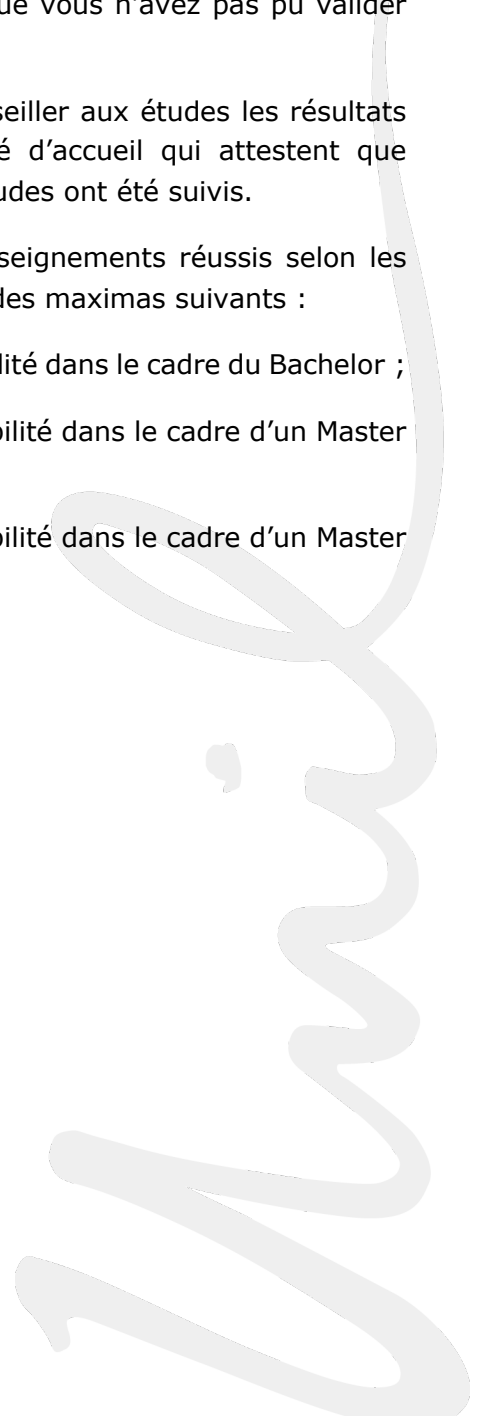 ue vous n'avez pas pu valider
seiller aux études les résultats
é d'accueil qui attestent que
udes ont été suivis.
seignements réussis selon les
des maximas suivants :
lité dans le cadre du Bachelor ;
bilité dans le cadre d'un Master
bilité dans le cadre d'un Master
Unil